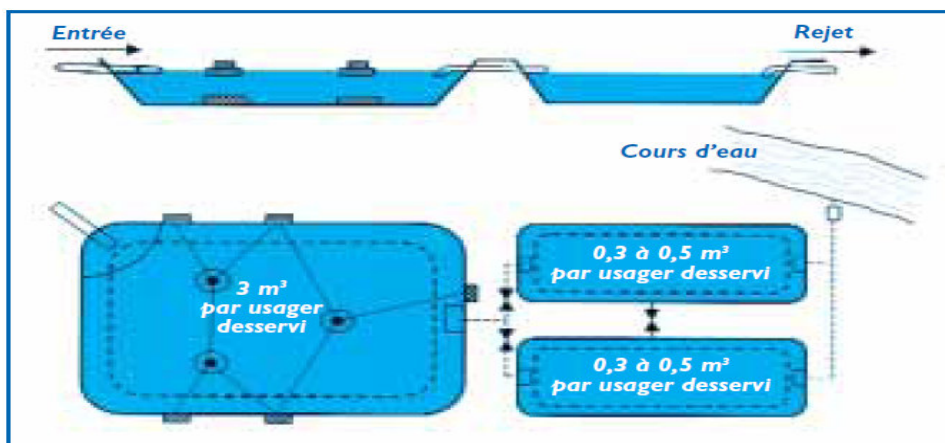 Entrée
Rejet
Cours d'eau
3 m³
par usager
desservi
0,3 à 0,5 m³
par usager desservi
0,3 à 0,5 m³
par usager desservi